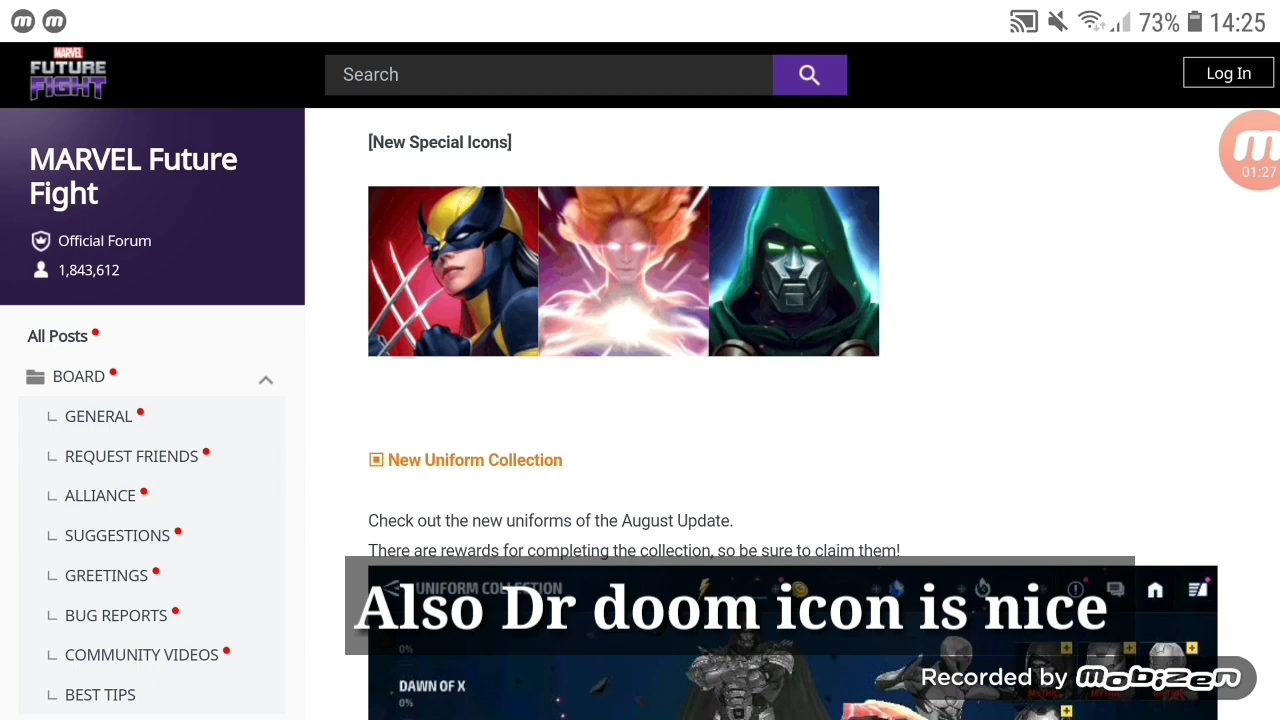 73% 14:25
MARVEL
FUTURE
FIGHT
Search
Log In
01:27
MARVEL Future
Fight
Official Forum
1,843,612
All Posts
BOARD
GENERAL
REQUEST FRIENDS
ALLIANCE
SUGGESTIONS
GREETINGS
BUG REPORTS
COMMUNITY VIDEOS
BEST TIPS
[New Special Icons]
New Uniform Collection
Check out the new uniforms of the August Update.
There are rewards for completing the collection, so be sure to claim them!
UNIFORM COLLECTION
Also Dr doom icon is nice
0%
DAWN OF X
0%
Recorded by mobizen